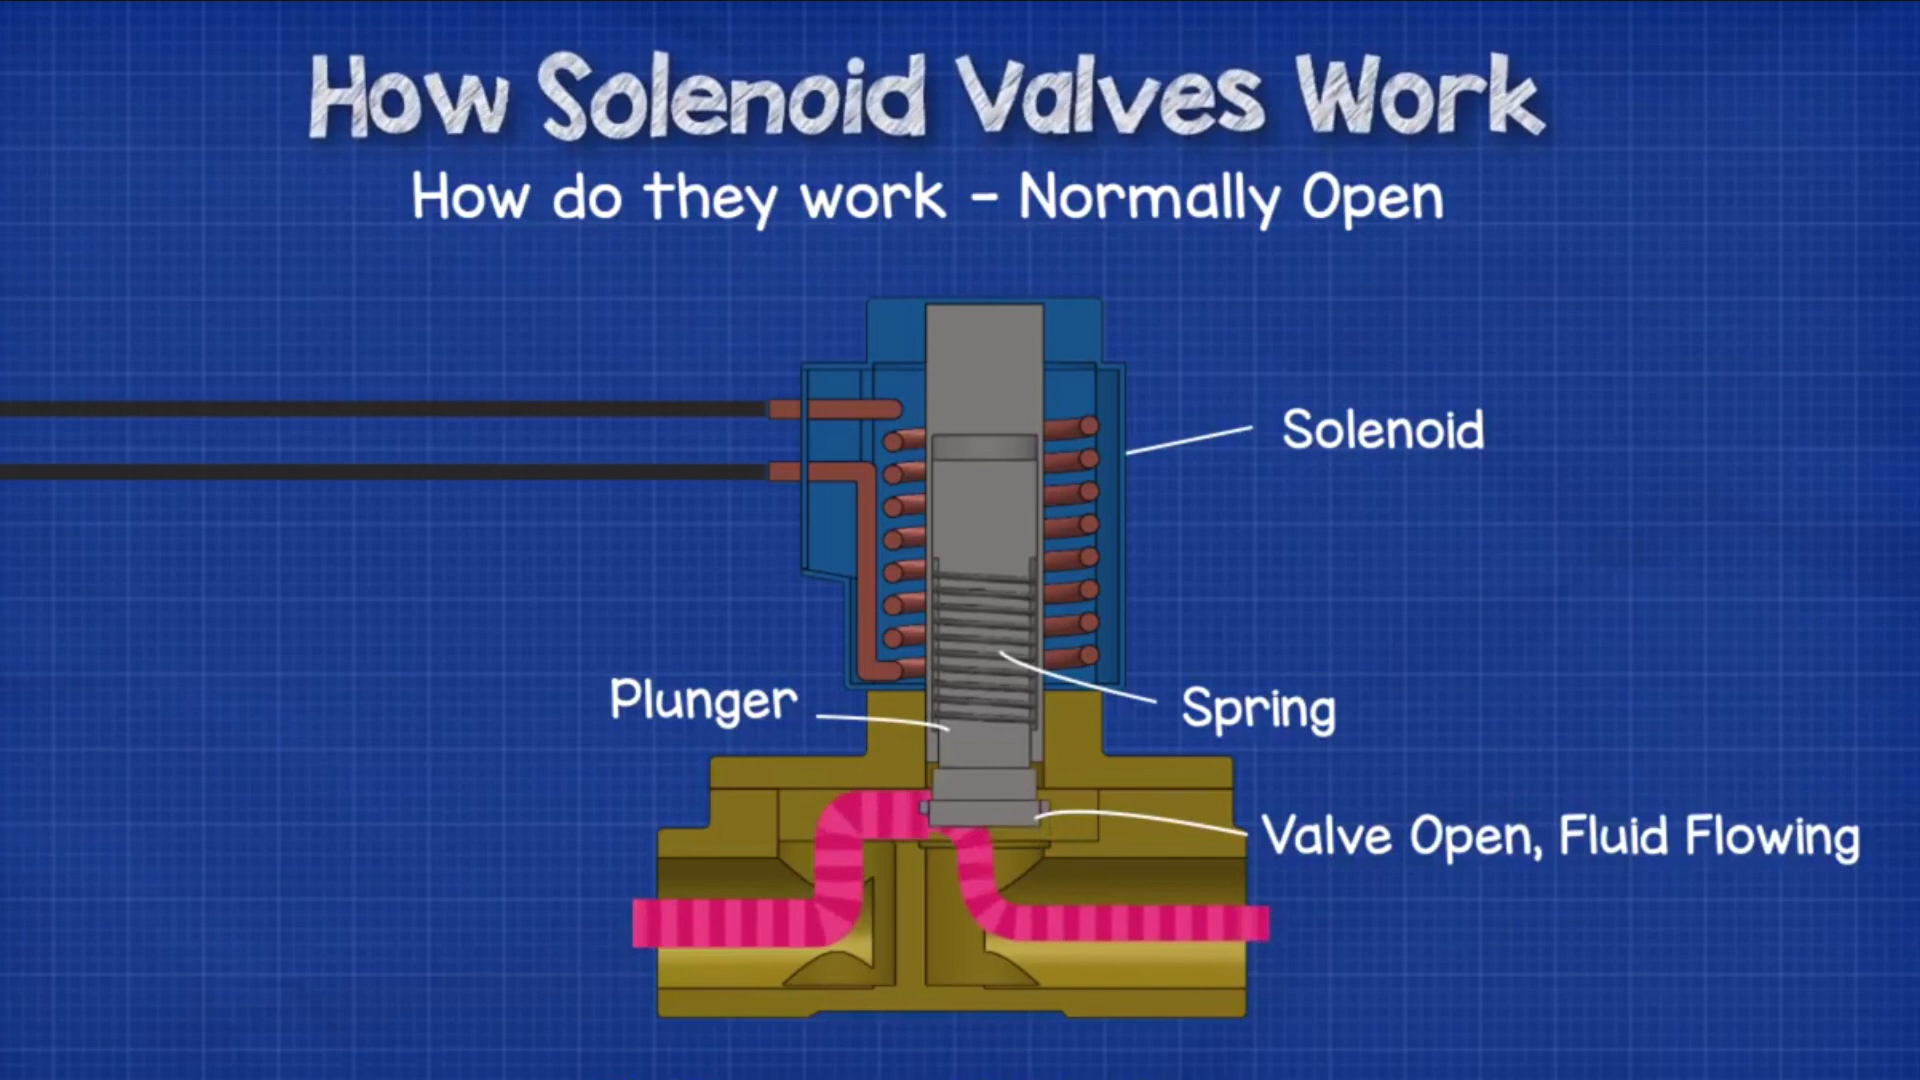 How Solenoid Valves Work
How do they work - Normally Open
Solenoid
Plunger
Spring
Valve Open, Fluid Flowing